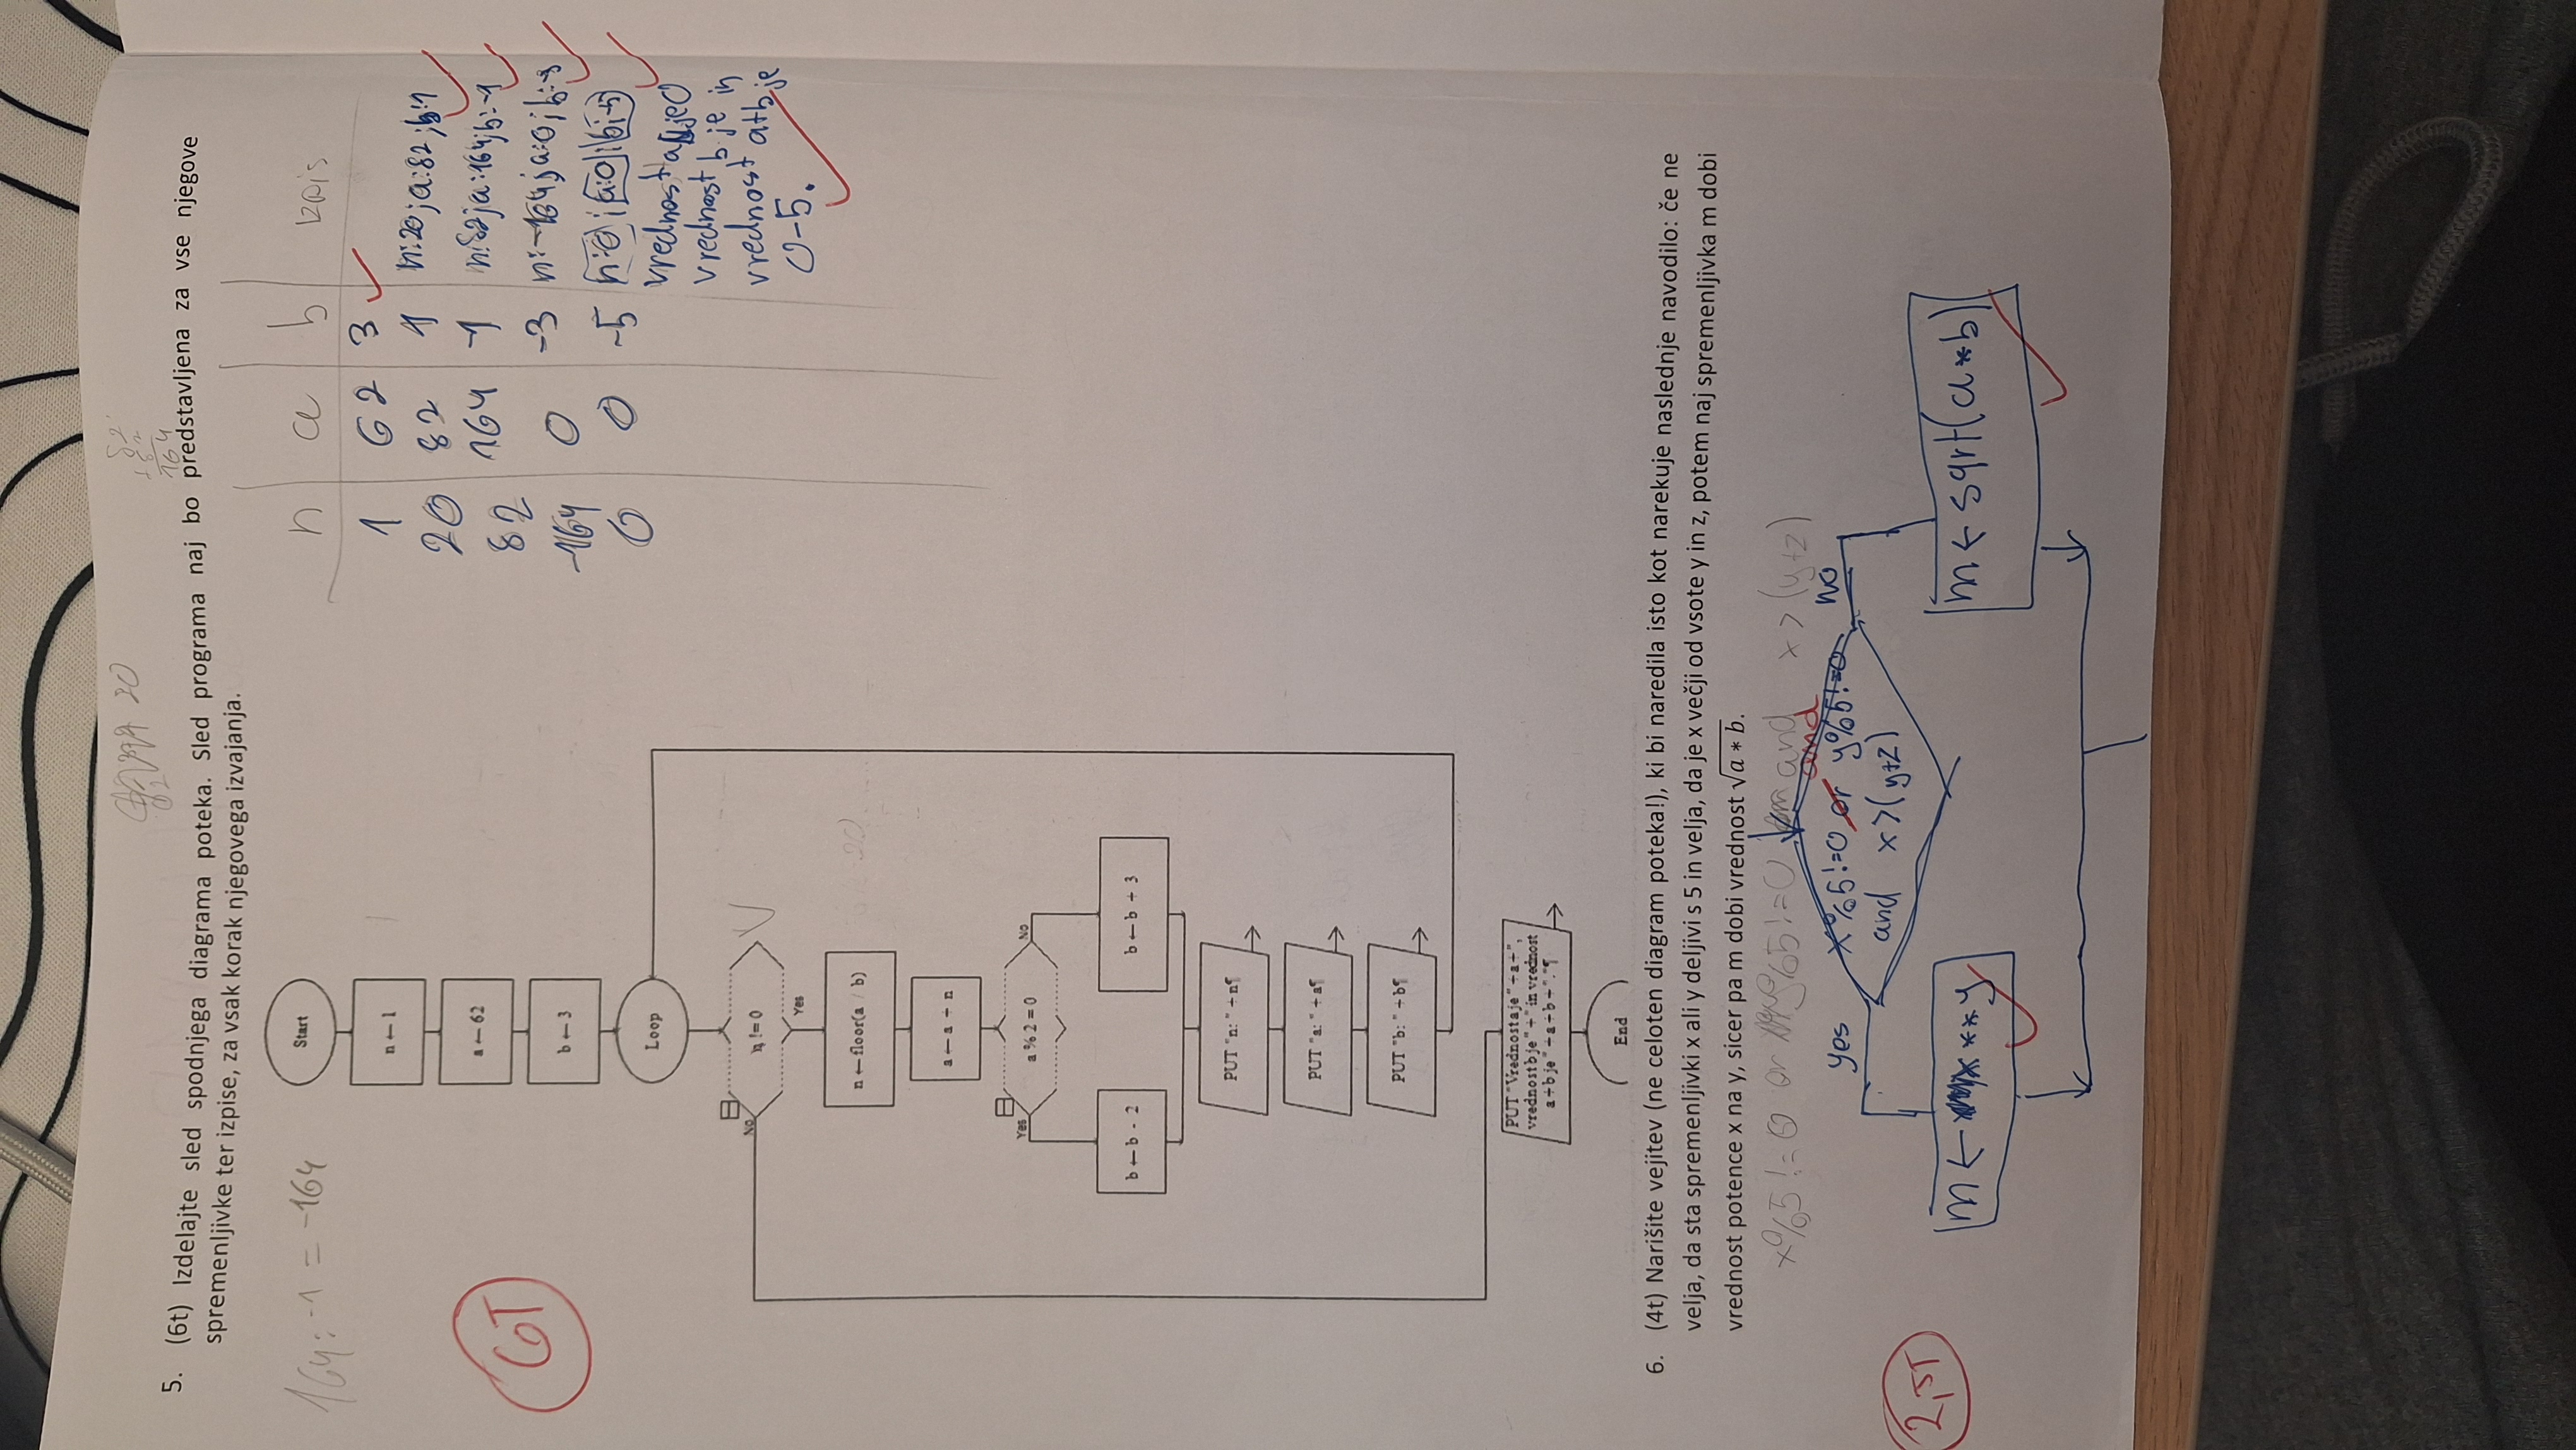 20
82
164
5. (6t) Izdelajte sled spodnjega diagrama poteka. Sled programa naj bo predstavljena za vse njegove
spremenljivke ter izpise, za vsak korak njegovega izvajanja.
164: -1 = -164
6T
n a b izpis
1 62 3
20 82 1 n:20; a:82; b:1
82 164 -1 n:82; a:164; b:-1
-164 0 -3 n:-164; a:0; b:-3
0 0 -5 n:0; a:0; b:-5
vrednost a je 0
vrednost b je in
vrednost a+b je
0-5.
Start
n ← 1
a ← 62
b ← 3
Loop
No
n != 0
Yes
n ← floor(a / b)
a ← a + n
Yes
a % 2 = 0
No
b ← b - 2
b ← b + 3
PUT "n: " + n¶
PUT "a: " + a¶
PUT "b: " + b¶
PUT "Vrednost a je " + a + ",
vrednost b je " + " in vrednost
a + b je " + a + b + "."¶
End
6. (4t) Narišite vejitev (ne celoten diagram poteka!), ki bi naredila isto kot narekuje naslednje navodilo: če ne
velja, da sta spremenljivki x ali y deljivi s 5 in velja, da je x večji od vsote y in z, potem naj spremenljivka m dobi
vrednost potence x na y, sicer pa m dobi vrednost √a * b.
x%5!=0 or y%5!=0 and x > (y+z)
and
yes
x%5!=0 or y%5!=0
no
and x>(y+z)
2,5T
m ← x**y
m ← sqrt(a*b)